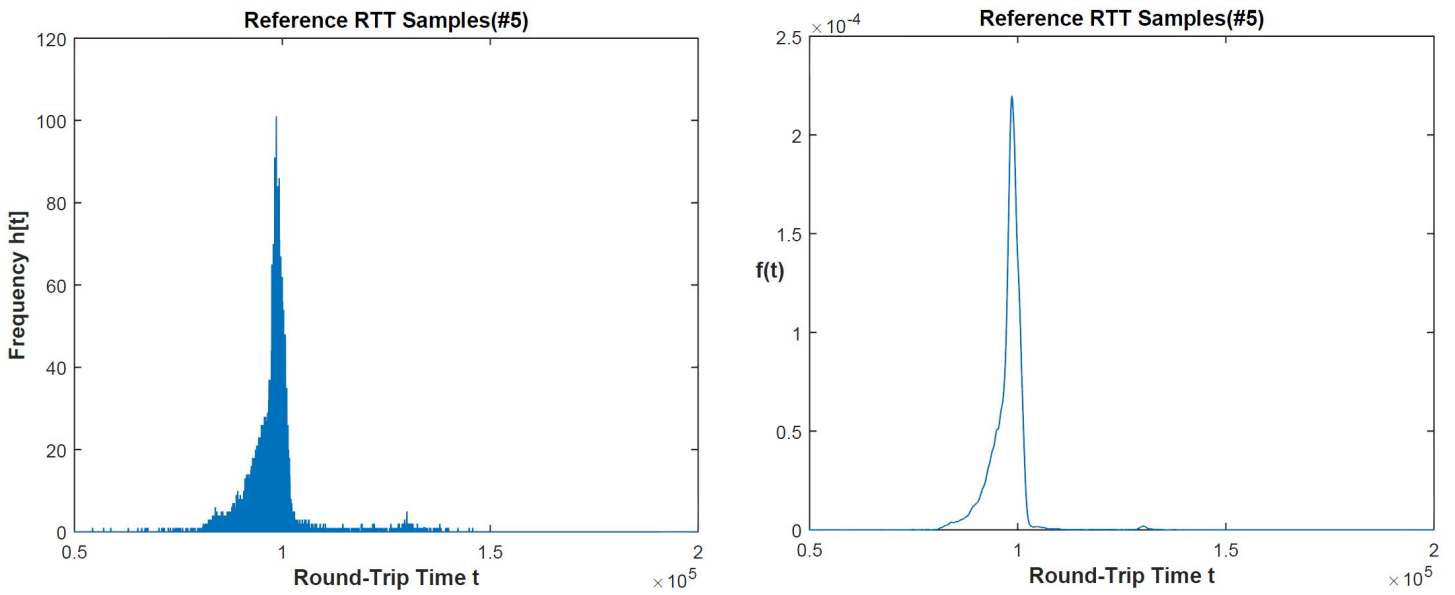 Reference RTT Samples(#5)
120
100
80
60
40
20
0
Frequency h[t]
0.5 1 1.5 2
Round-Trip Time t
×10^5
Reference RTT Samples(#5)
×10^-4
2.5
2
1.5
1
0.5
0
f(t)
0.5 1 1.5 2
Round-Trip Time t
×10^5